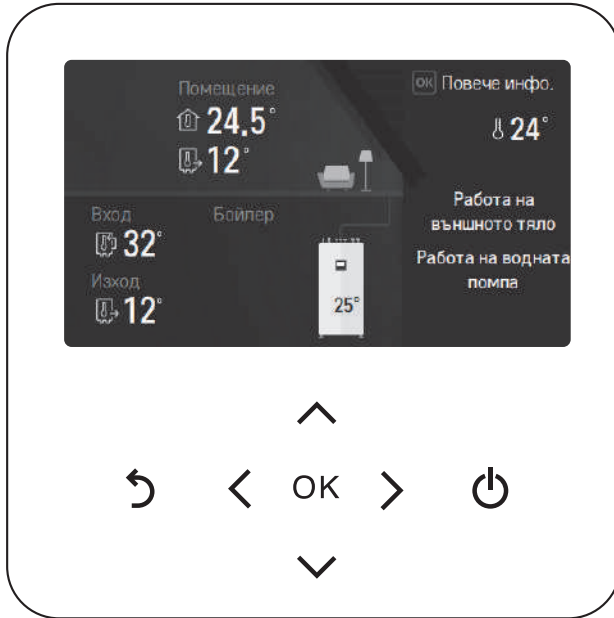 Помещение
24.5°
12°
OK Повече инфо.
24°
Вход
32°
Изход
12°
Бойлер
25°
Работа на
външното тяло
Работа на водната
помпа
OK